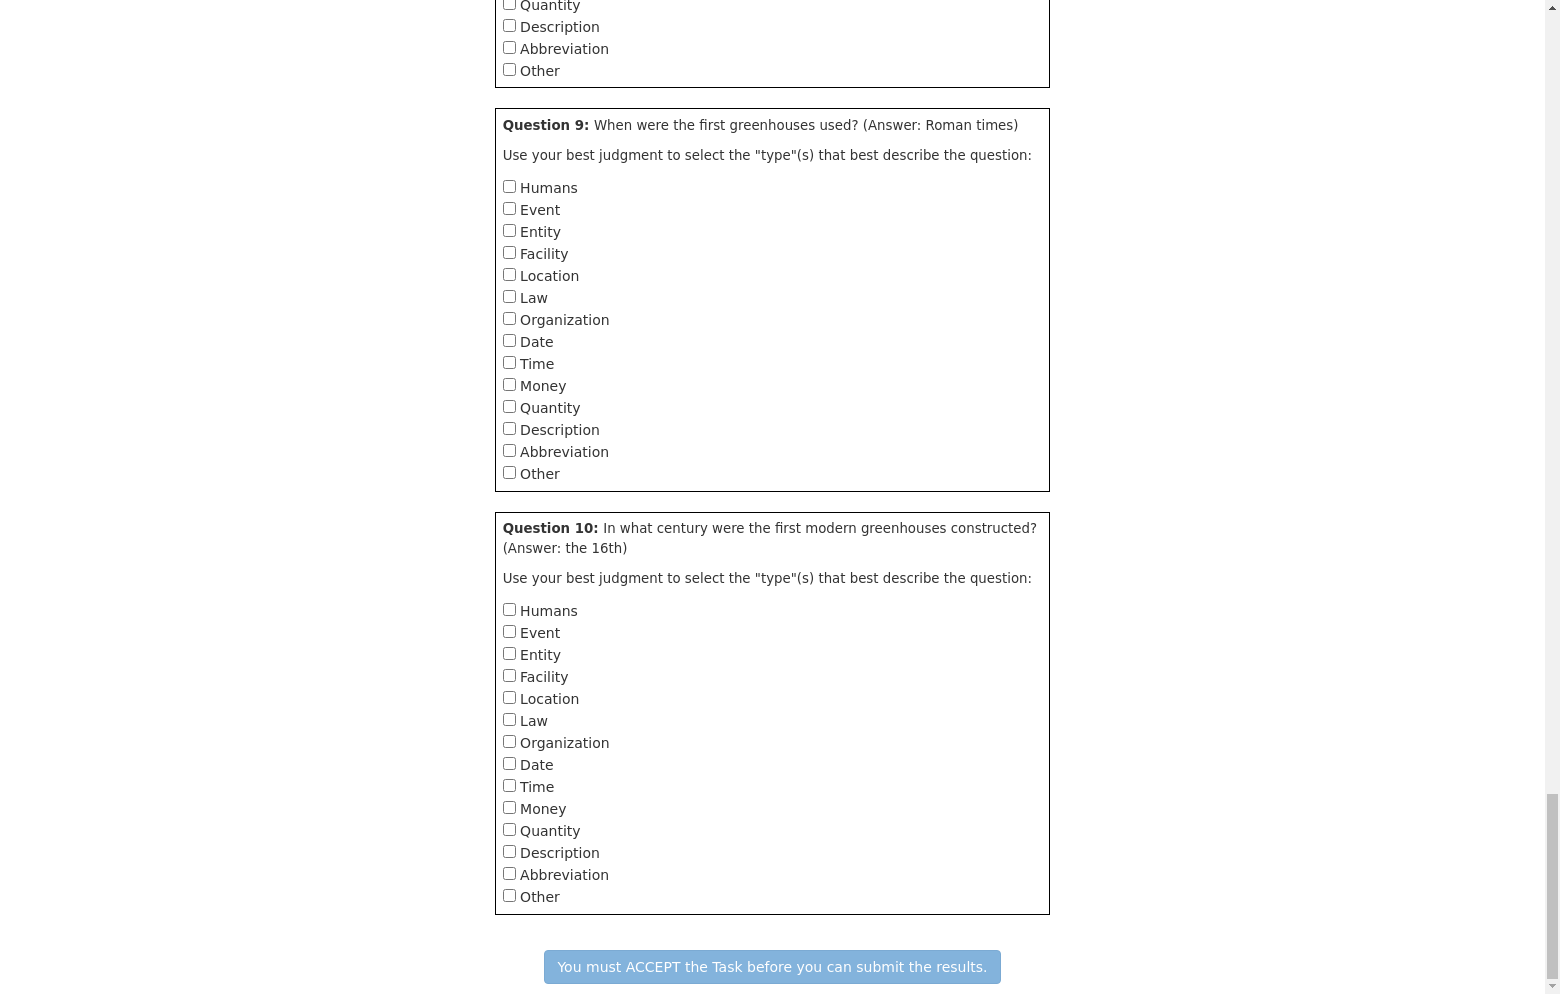 Quantity
Description
Abbreviation
Other
Question 9: When were the first greenhouses used? (Answer: Roman times)
Use your best judgment to select the "type"(s) that best describe the question:
Humans
Event
Entity
Facility
Location
Law
Organization
Date
Time
Money
Quantity
Description
Abbreviation
Other
Question 10: In what century were the first modern greenhouses constructed?
(Answer: the 16th)
Use your best judgment to select the "type"(s) that best describe the question:
Humans
Event
Entity
Facility
Location
Law
Organization
Date
Time
Money
Quantity
Description
Abbreviation
Other
You must ACCEPT the Task before you can submit the results.